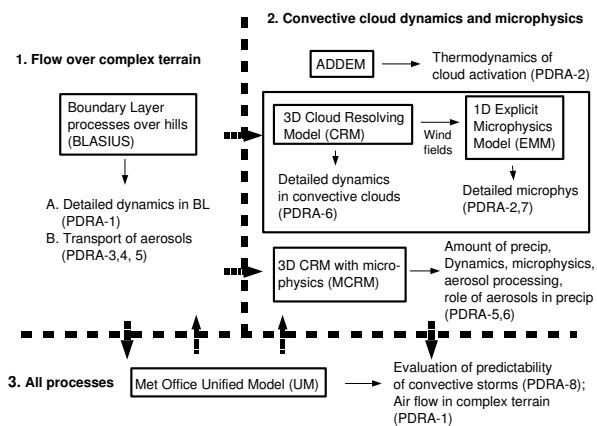 2. Convective cloud dynamics and microphysics
1. Flow over complex terrain
ADDEM
Thermodynamics of
cloud activation (PDRA-2)
Boundary Layer
processes over hills
(BLASIUS)
3D Cloud Resolving
Model (CRM)
Wind
fields
1D Explicit
Microphysics
Model (EMM)
Detailed dynamics
in convective clouds
(PDRA-6)
Detailed microphys
(PDRA-2,7)
A. Detailed dynamics in BL
(PDRA-1)
B. Transport of aerosols
(PDRA-3,4, 5)
3D CRM with micro-
physics (MCRM)
Amount of precip,
Dynamics, microphysics,
aerosol processing,
role of aerosols in precip
(PDRA-5,6)
3. All processes
Met Office Unified Model (UM)
Evaluation of predictability
of convective storms (PDRA-8);
Air flow in complex terrain
(PDRA-1)